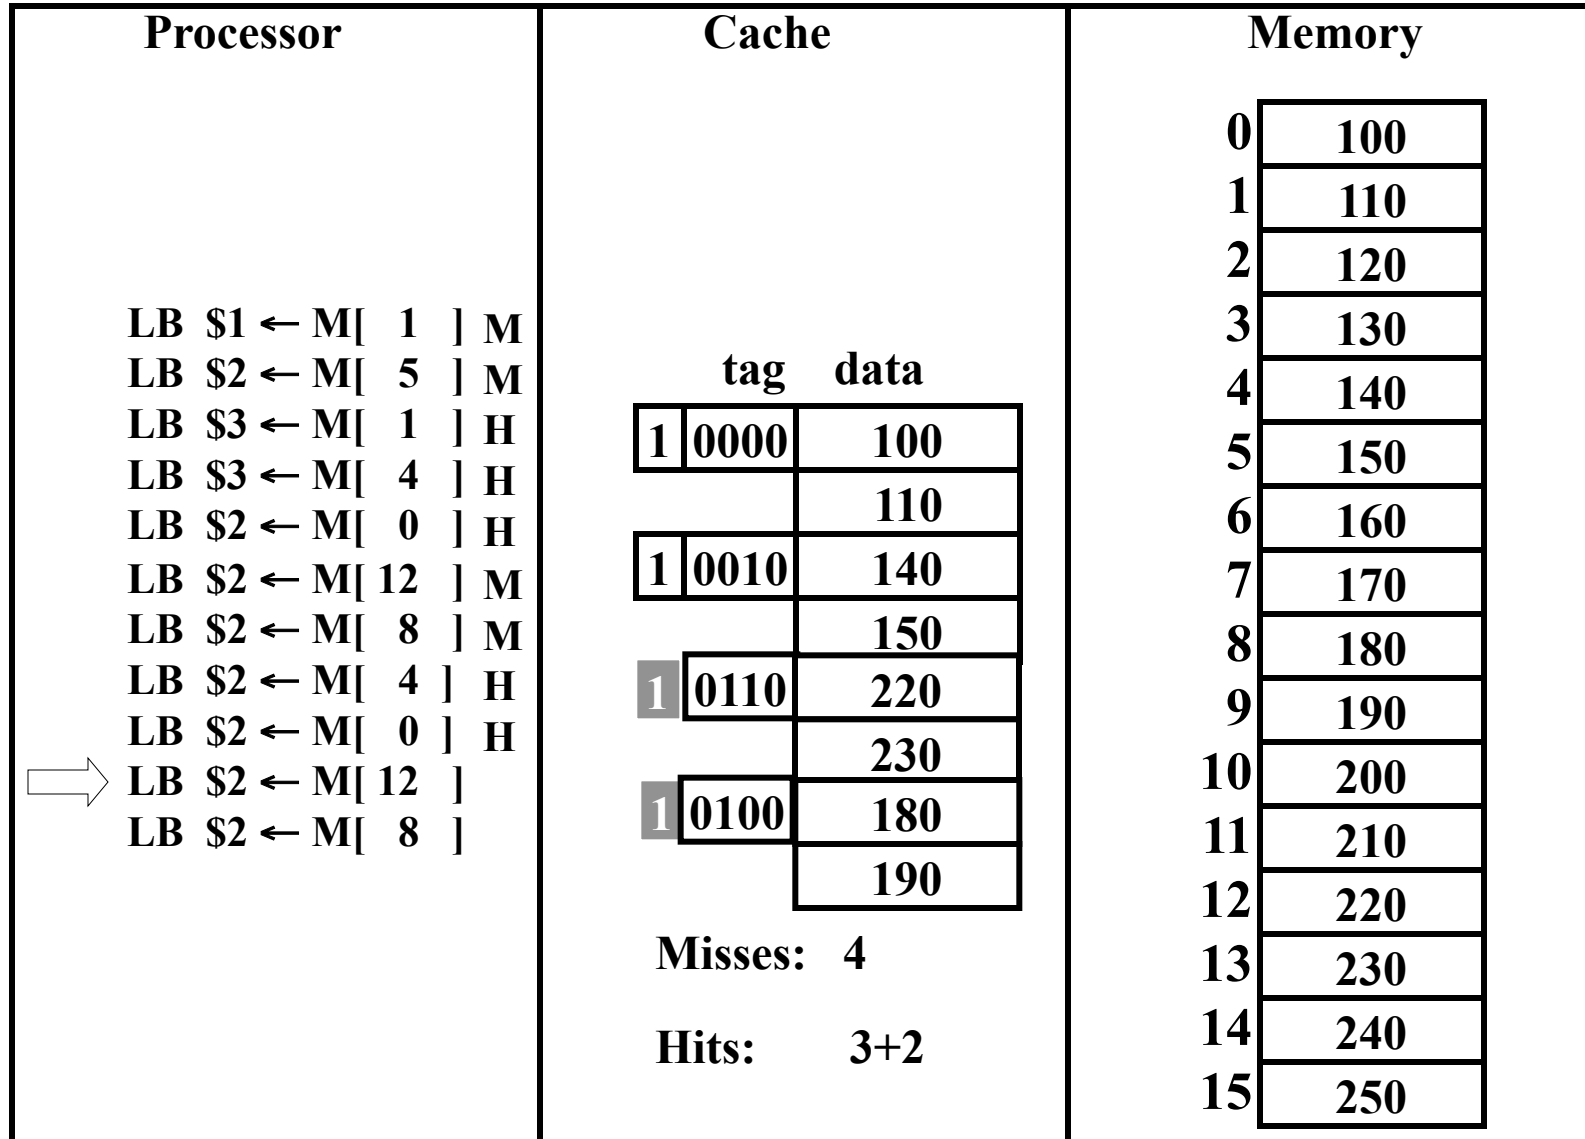 Processor
LB $1 ← M[ 1 ] M
LB $2 ← M[ 5 ] M
LB $3 ← M[ 1 ] H
LB $3 ← M[ 4 ] H
LB $2 ← M[ 0 ] H
LB $2 ← M[ 12 ] M
LB $2 ← M[ 8 ] M
LB $2 ← M[ 4 ] H
LB $2 ← M[ 0 ] H
LB $2 ← M[ 12 ]
LB $2 ← M[ 8 ]
Cache
tag data
1 0000 100
110
1 0010 140
150
1 0110 220
230
1 0100 180
190
Misses: 4
Hits: 3+2
Memory
0 100
1 110
2 120
3 130
4 140
5 150
6 160
7 170
8 180
9 190
10 200
11 210
12 220
13 230
14 240
15 250